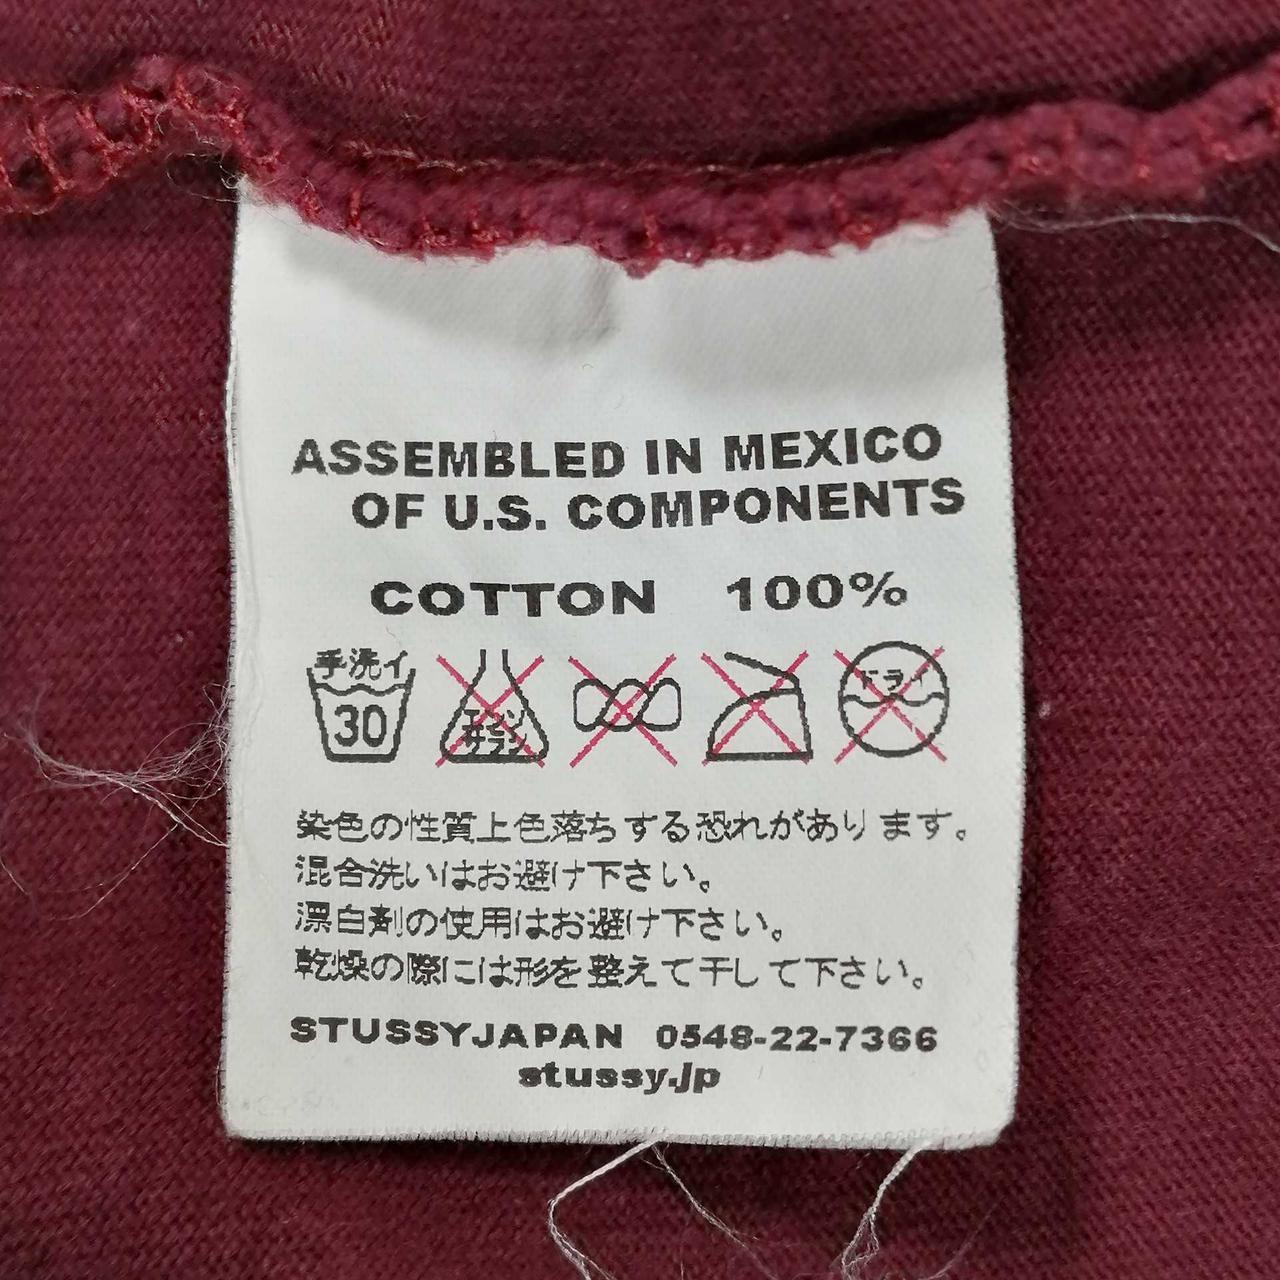 ASSEMBLED IN MEXICO
OF U.S. COMPONENTS
COTTON 100%
手洗イ
30
エンソ
サラシ
ドライ
染色の性質上色落ちする恐れがあります。
混合洗いはお避け下さい。
漂白剤の使用はお避け下さい。
乾燥の際には形を整えて干して下さい。
STUSSYJAPAN 0548-22-7366
stussy.jp